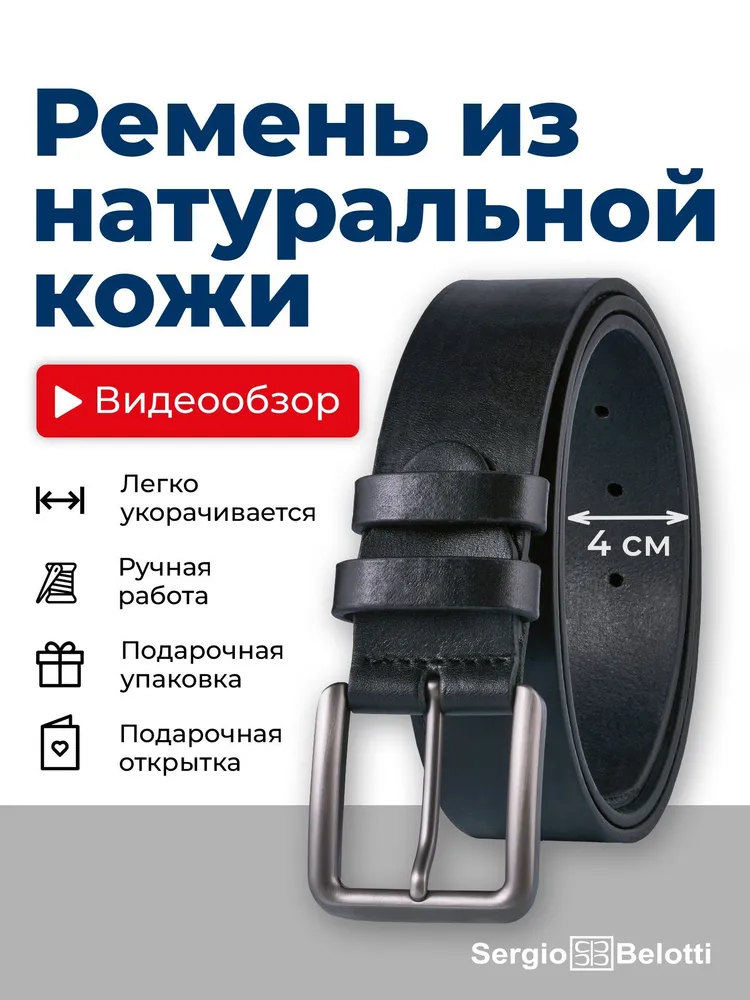 Ремень из
натуральной
кожи
Видеообзор
Легко
укорачивается
4 см
Ручная
работа
Подарочная
упаковка
Подарочная
открытка
Sergio Belotti